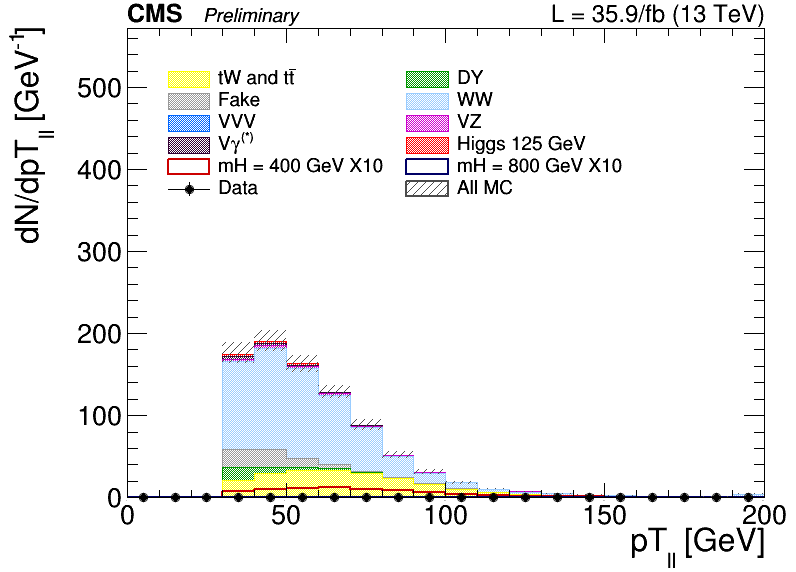 CMS Preliminary L = 35.9/fb (13 TeV)
dN/dpT_ll [GeV⁻¹]
500
400
300
200
100
0
tW and tt̄ DY
Fake WW
VVV VZ
Vγ(*) Higgs 125 GeV
mH = 400 GeV X10 mH = 800 GeV X10
Data All MC
0 50 100 150 200
pT_ll [GeV]